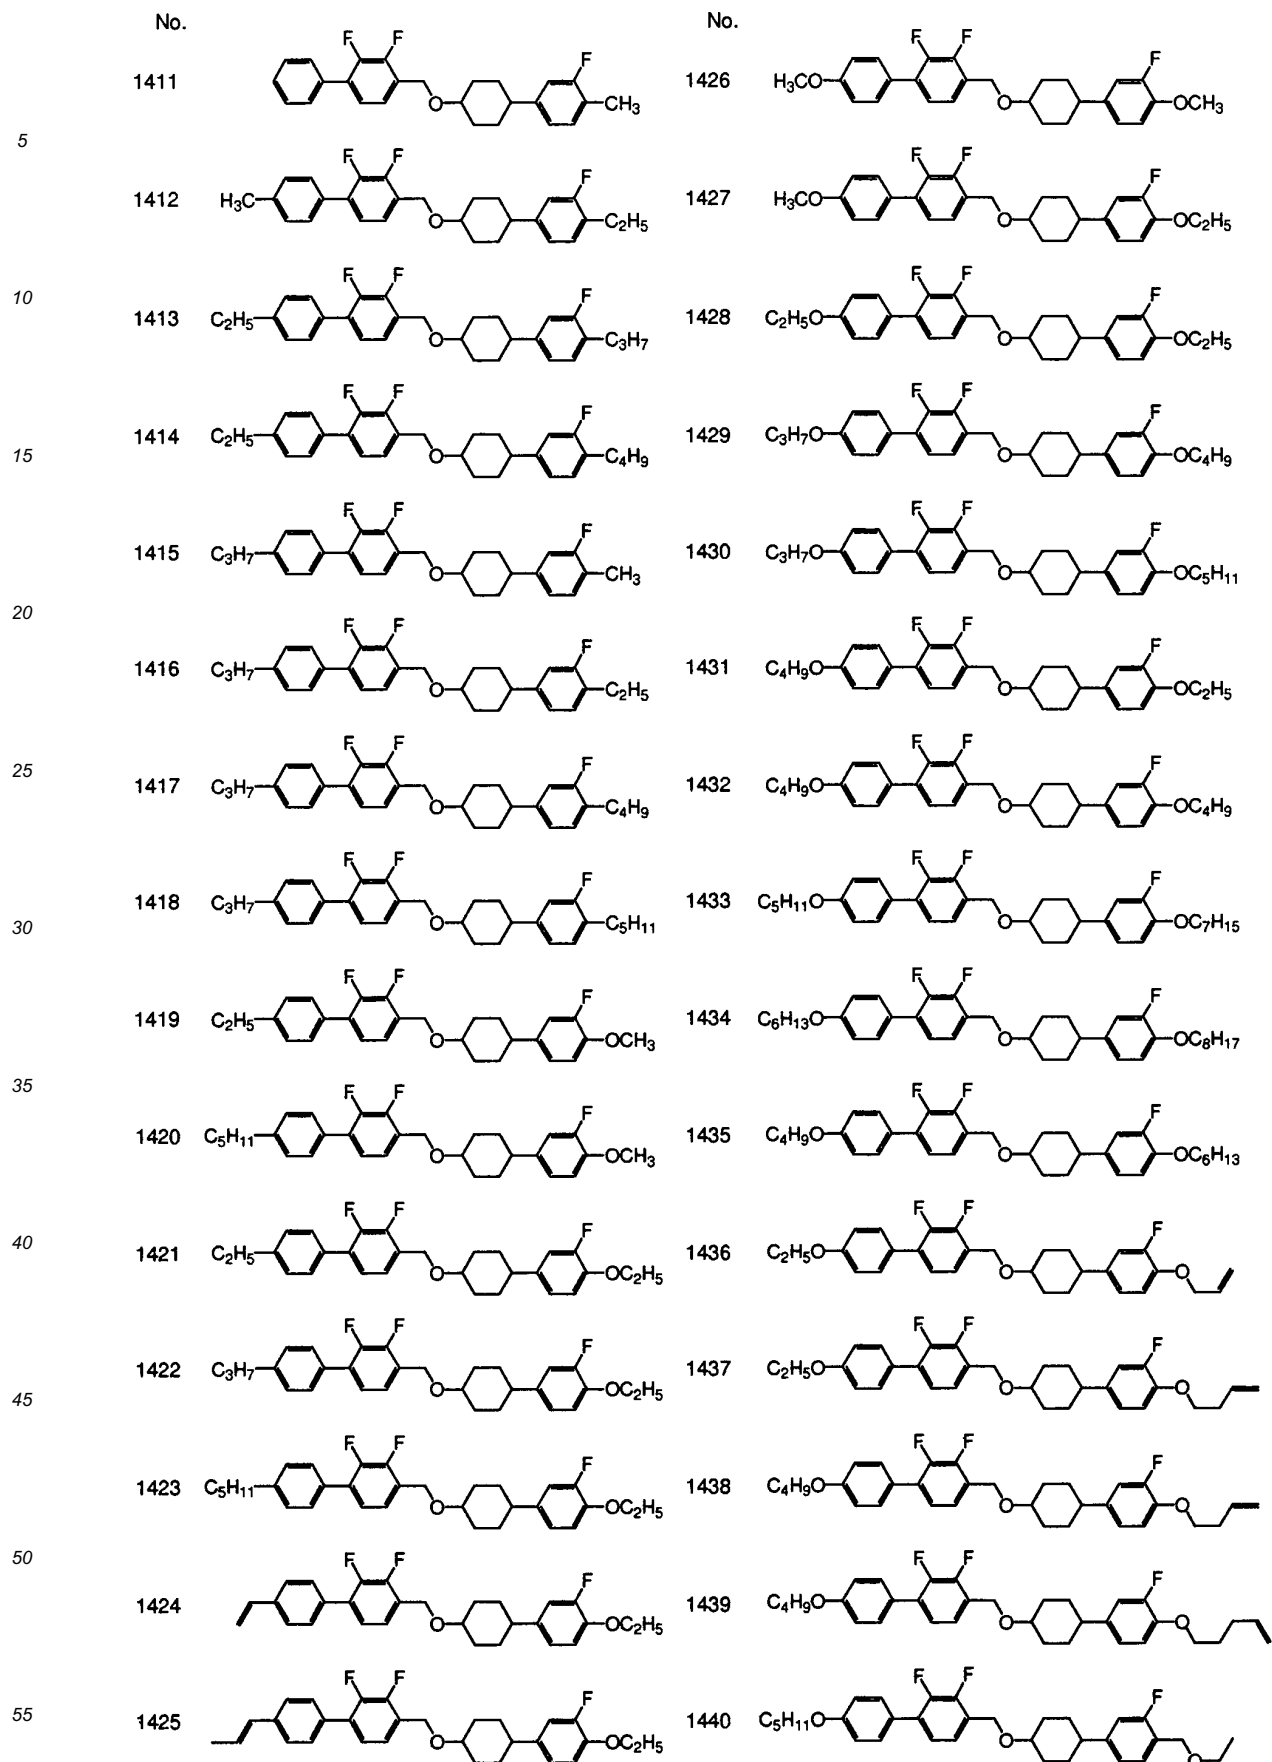 No. No.
F F F F F F
1411 O CH3 1426 H3CO O OCH3
5
F F F F F F
1412 H3C O C2H5 1427 H3CO O OC2H5
10
F F F F F F
1413 C2H5 O C3H7 1428 C2H5O O OC2H5
F F F F F F
1414 C2H5 O C4H9 1429 C3H7O O OC4H9
15
F F F F F F
1415 C3H7 O CH3 1430 C3H7O O OC5H11
20
F F F F F F
1416 C3H7 O C2H5 1431 C4H9O O OC2H5
25
F F F F F F
1417 C3H7 O C4H9 1432 C4H9O O OC4H9
F F F F F F
1418 C3H7 O C5H11 1433 C5H11O O OC7H15
30
F F F F F F
1419 C2H5 O OCH3 1434 C6H13O O OC8H17
35
F F F F F F
1420 C5H11 O OCH3 1435 C4H9O O OC6H13
40
F F F F F F
1421 C2H5 O OC2H5 1436 C2H5O O O
F F F F F F
1422 C3H7 O OC2H5 1437 C2H5O O O
45
F F F F F F
1423 C5H11 O OC2H5 1438 C4H9O O O
50
F F F F F F
1424 O OC2H5 1439 C4H9O O O
55
F F F F F F
1425 O OC2H5 1440 C5H11O O O